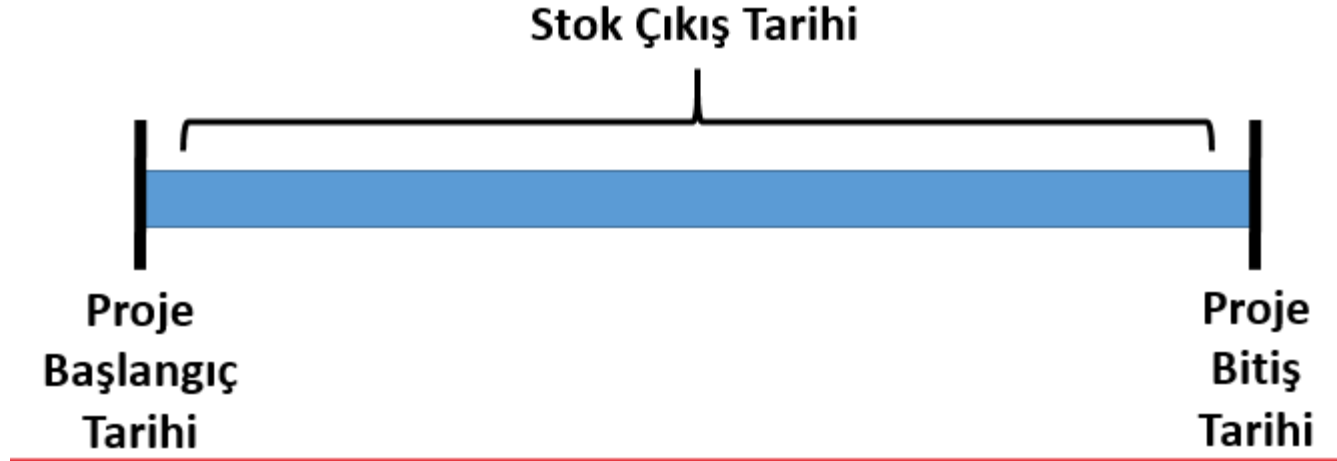 Stok Çıkış Tarihi
Proje
Başlangıç
Tarihi
Proje
Bitiş
Tarihi